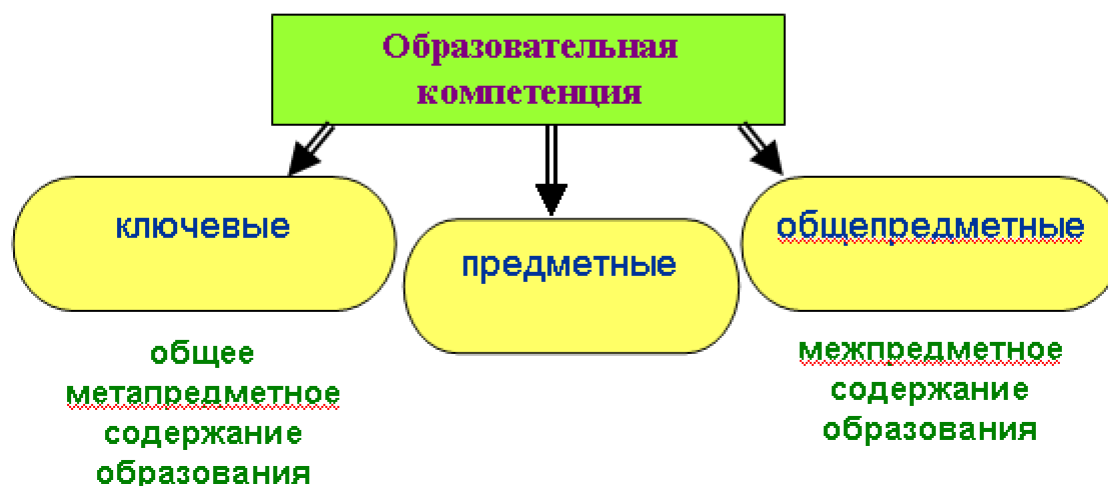 Образовательная
компетенция
ключевые
предметные
общепредметные
общее
метапредметное
содержание
образования
межпредметное
содержание
образования